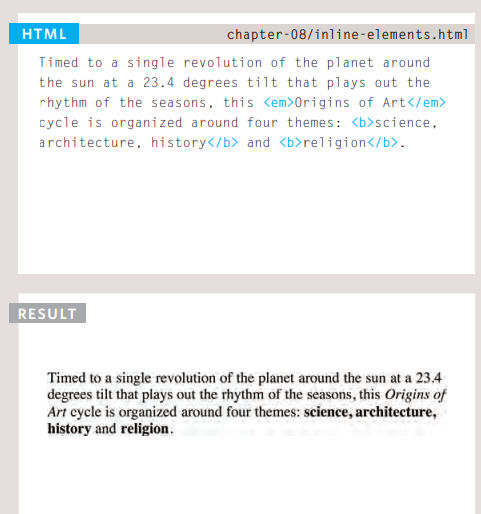 HTML
chapter-08/inline-elements.html
Timed to a single revolution of the planet around
the sun at a 23.4 degrees tilt that plays out the
rhythm of the seasons, this <em>Origins of Art</em>
cycle is organized around four themes: <b>science,
architecture, history</b> and <b>religion</b>.
RESULT
Timed to a single revolution of the planet around the sun at a 23.4
degrees tilt that plays out the rhythm of the seasons, this Origins of
Art cycle is organized around four themes: science, architecture,
history and religion.